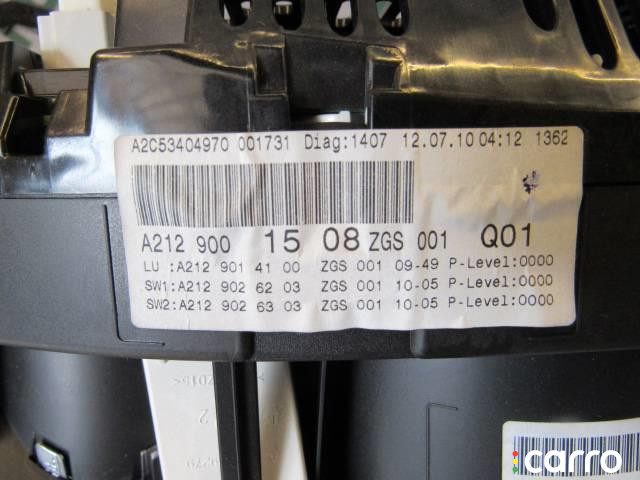 A2C53404970 001731 Diag:1407 12.07.10 04:12 1362
A212 900 15 08 ZGS 001 Q01
LU :A212 901 41 00 ZGS 001 09-49 P-Level:0000
SW1:A212 902 62 03 ZGS 001 10-05 P-Level:0000
SW2:A212 902 63 03 ZGS 001 10-05 P-Level:0000
2
carro